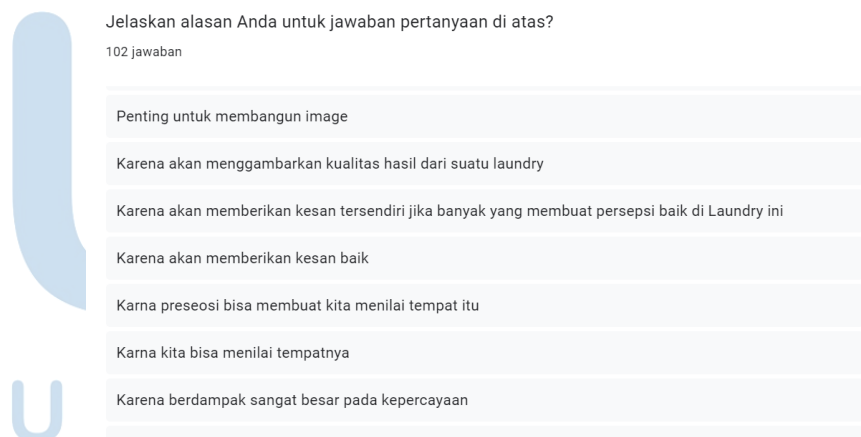 Jelaskan alasan Anda untuk jawaban pertanyaan di atas?
102 jawaban
Penting untuk membangun image
Karena akan menggambarkan kualitas hasil dari suatu laundry
Karena akan memberikan kesan tersendiri jika banyak yang membuat persepsi baik di Laundry ini
Karena akan memberikan kesan baik
Karna preseosi bisa membuat kita menilai tempat itu
Karna kita bisa menilai tempatnya
Karena berdampak sangat besar pada kepercayaan